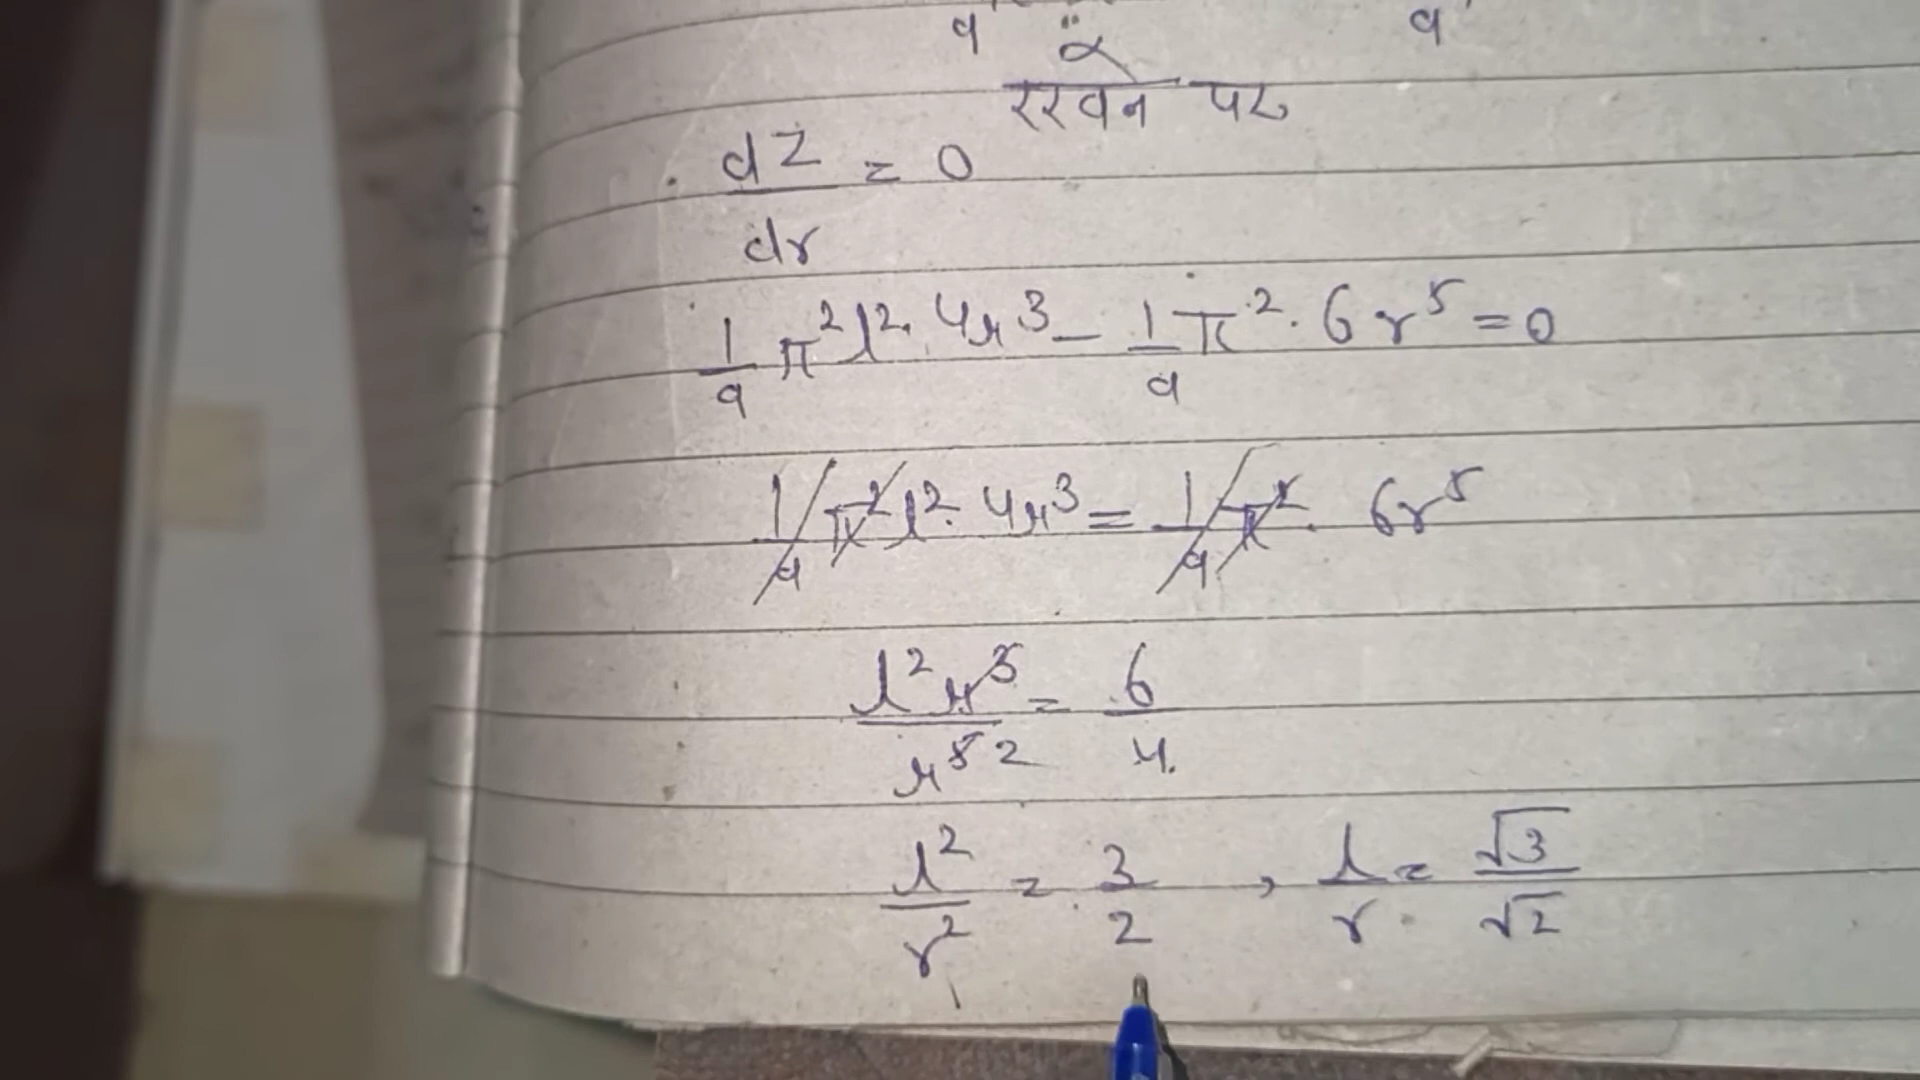 9 9
रखने पर
dZ/dr = 0
1/9 π²l². 4r³ - 1/9 π². 6r⁵ = 0
1/9 π²l². 4r³ = 1/9 π². 6r⁵
l²r³/r⁵ 2 = 6/4.
l²/r² = 3/2 , l/r = √3/√2